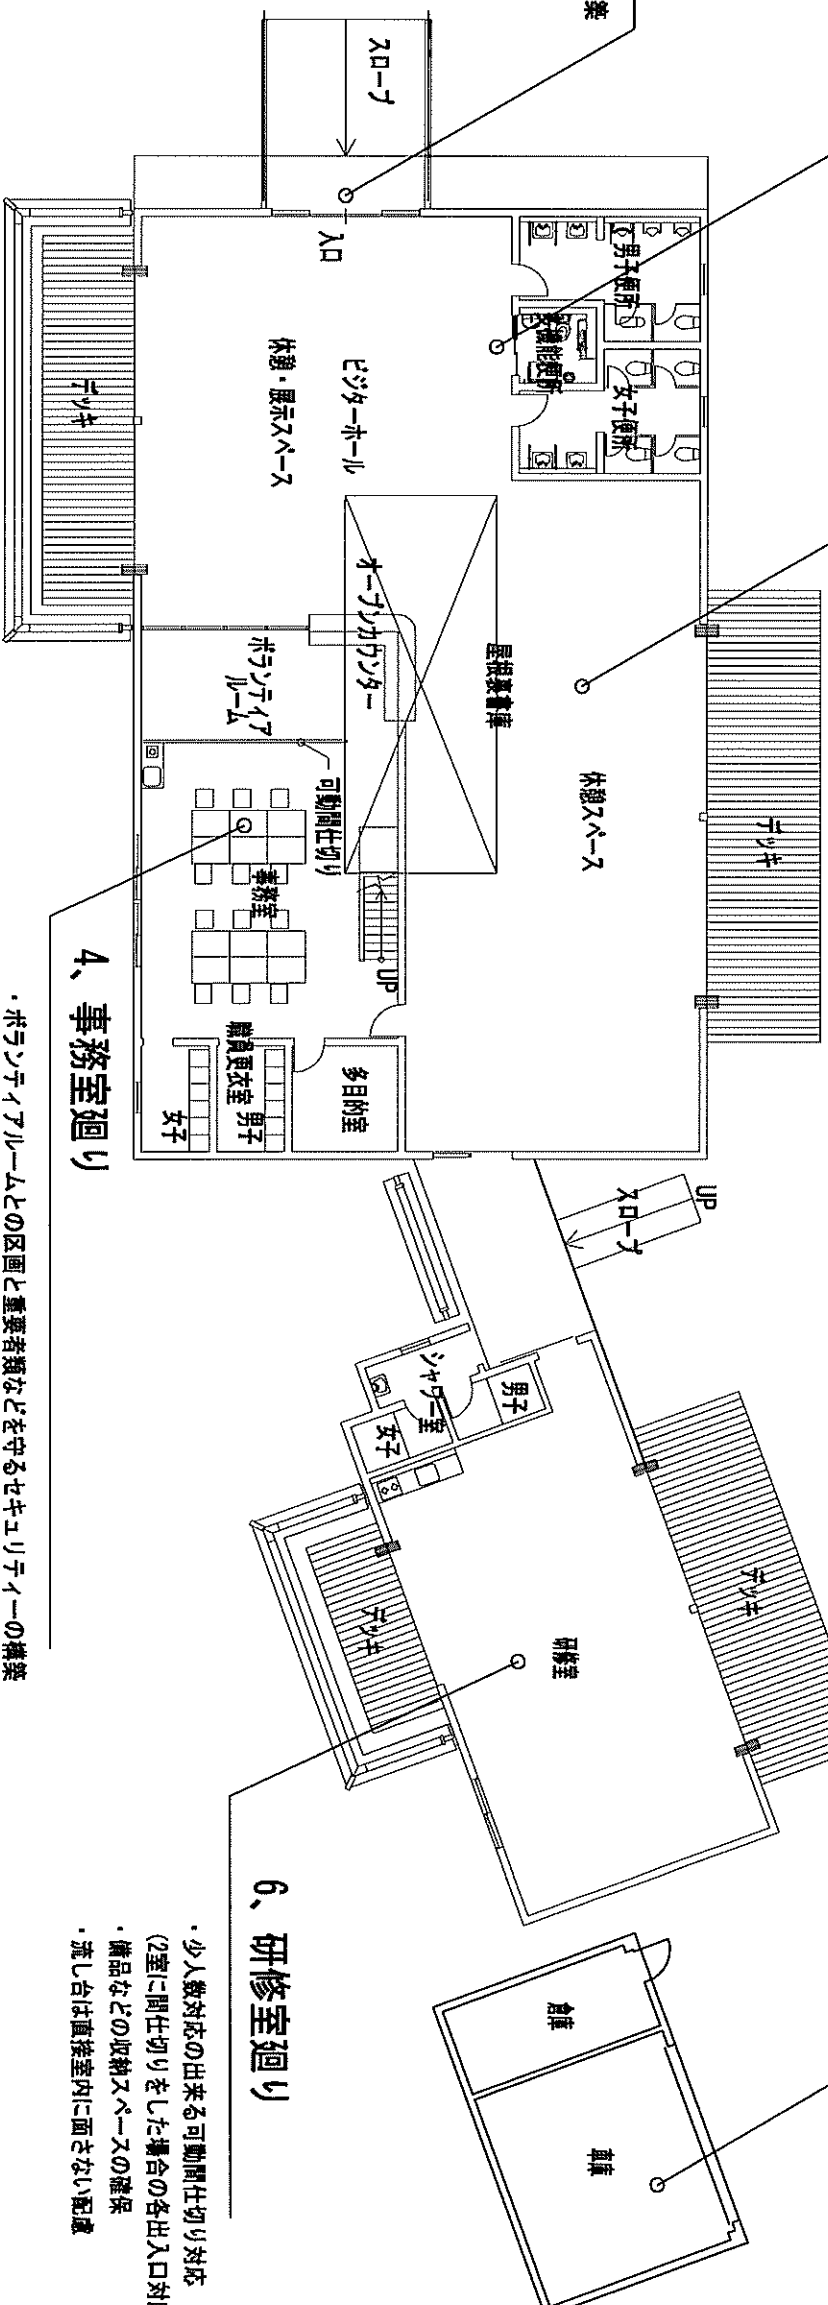 築
スロープ
入口
男子便所
多機能便所
女子便所
ビジターホール
休憩・展示スペース
デッキ
オープンカウンター
屋根裏書庫
ボランティア
ルーム
可動間仕切り
事務室
UP
休憩スペース
デッキ
職員更衣室
男子
女子
多目的室
4、事務室廻り
・ボランティアルームとの区画と重要者類などを守るセキュリティーの構築
UP
スロープ
シャワー室
男子
女子
デッキ
デッキ
研修室
6、研修室廻り
・少人数対応の出来る可動間仕切り対応
(2室に間仕切りをした場合の各出入口対
・備品などの収納スペースの確保
・流し台は直接室内に面さない配慮
倉庫
車庫